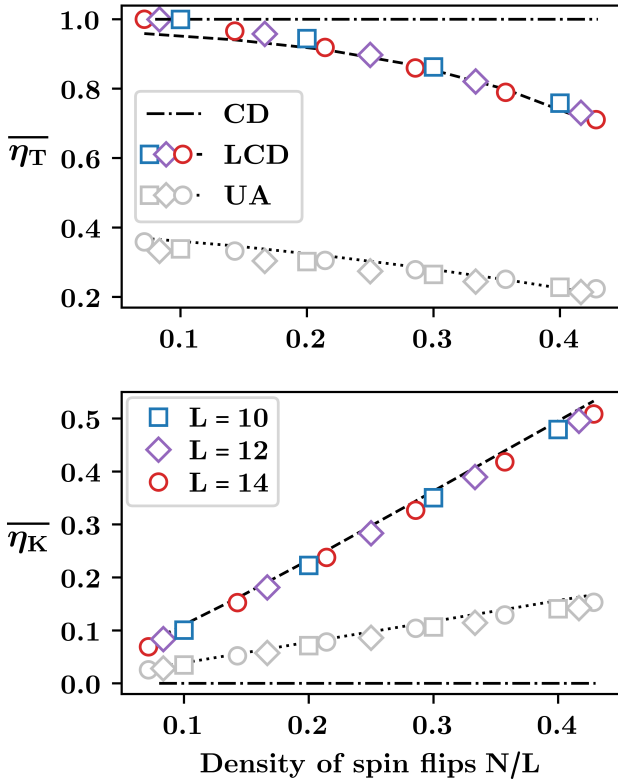 1.0
0.8
0.6
0.4
0.2
η_T
CD
LCD
UA
0.1 0.2 0.3 0.4
0.5
0.4
0.3
0.2
0.1
0.0
η_K
L = 10
L = 12
L = 14
0.1 0.2 0.3 0.4
Density of spin flips N/L